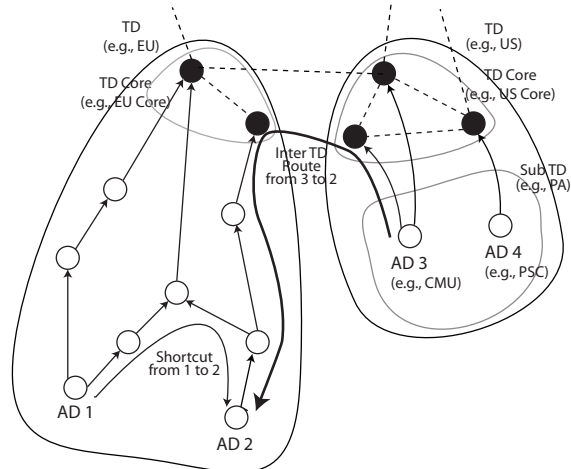 TD
(e.g., EU)
TD Core
(e.g., EU Core)
TD
(e.g., US)
TD Core
(e.g., US Core)
Inter TD
Route
from 3 to 2
Sub TD
(e.g., PA)
AD 3
(e.g., CMU)
AD 4
(e.g., PSC)
Shortcut
from 1 to 2
AD 1
AD 2